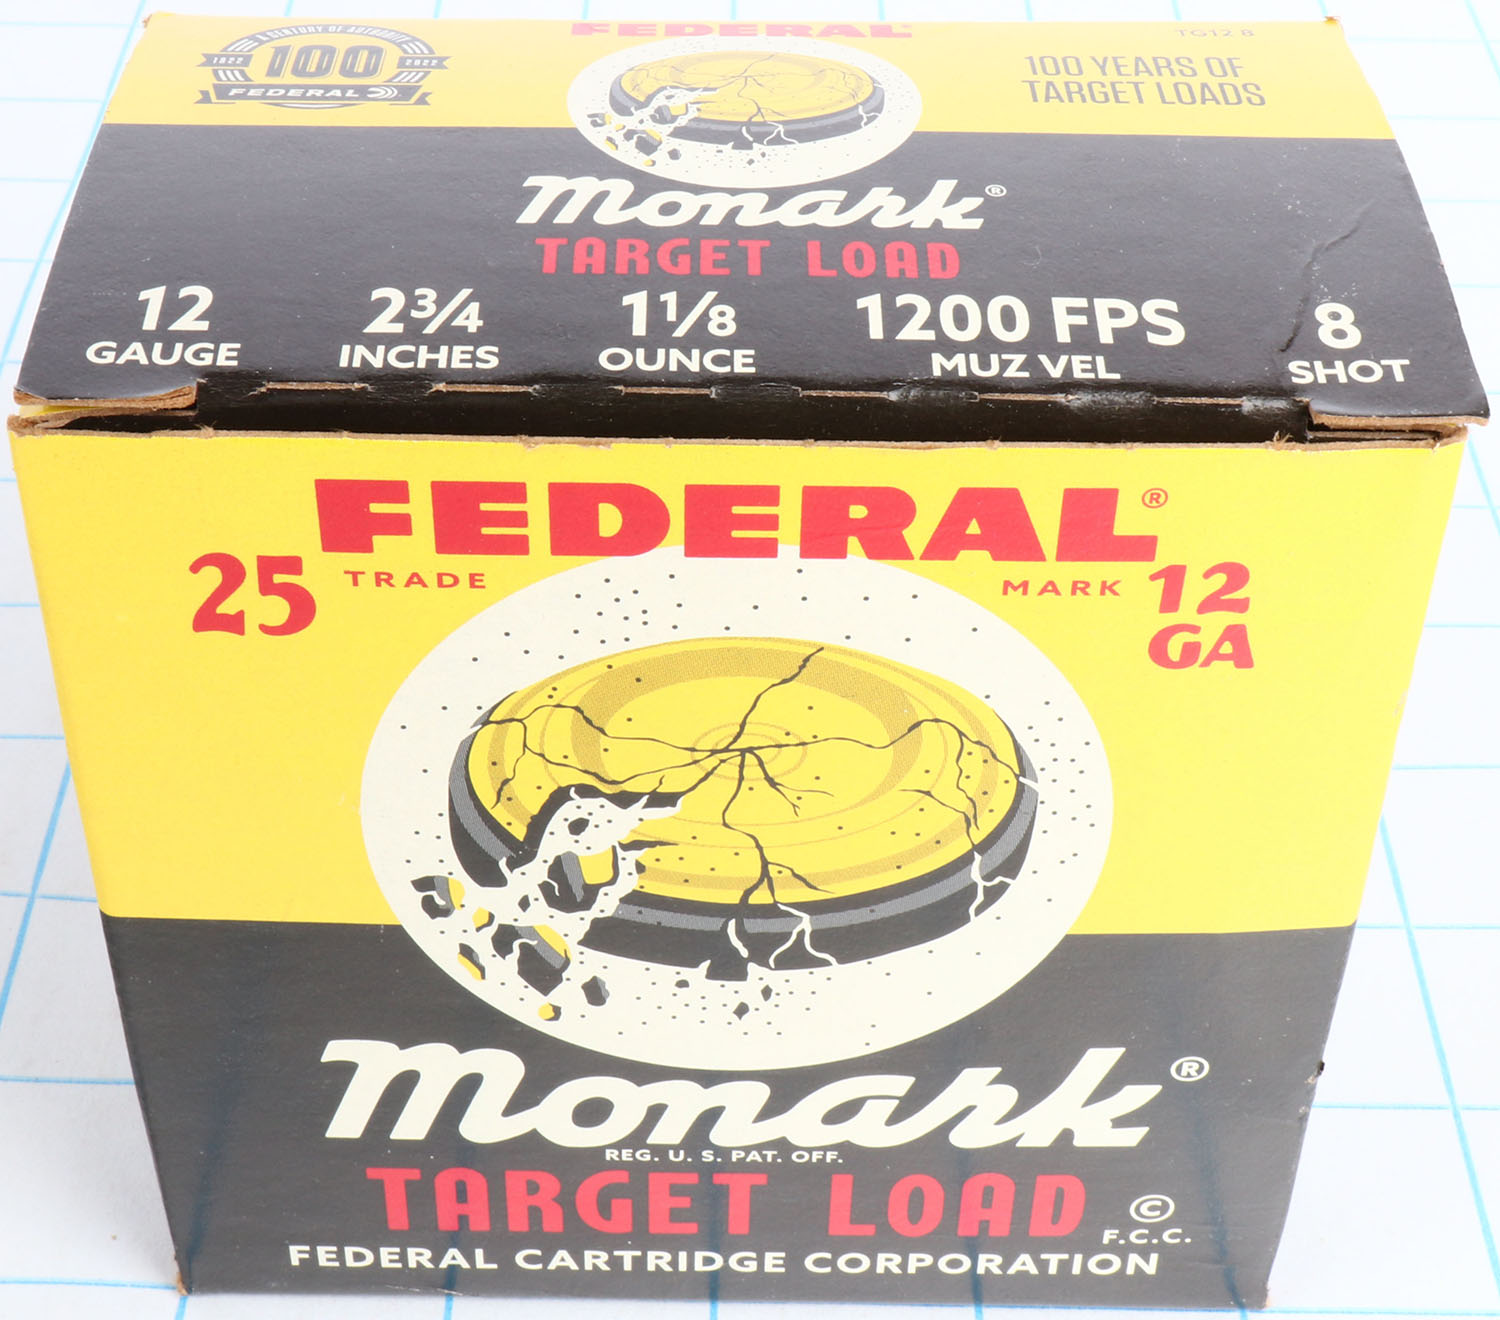 A CENTURY OF AUTHORITY
1922 100 2022
FEDERAL
FEDERAL
TG12 8
100 YEARS OF
TARGET LOADS
Monark®
TARGET LOAD
12 2¾ 1⅛ 1200 FPS 8
GAUGE INCHES OUNCE MUZ VEL SHOT
FEDERAL®
25 TRADE MARK 12
GA
Monark®
REG. U. S. PAT. OFF.
TARGET LOAD ©
F.C.C.
FEDERAL CARTRIDGE CORPORATION